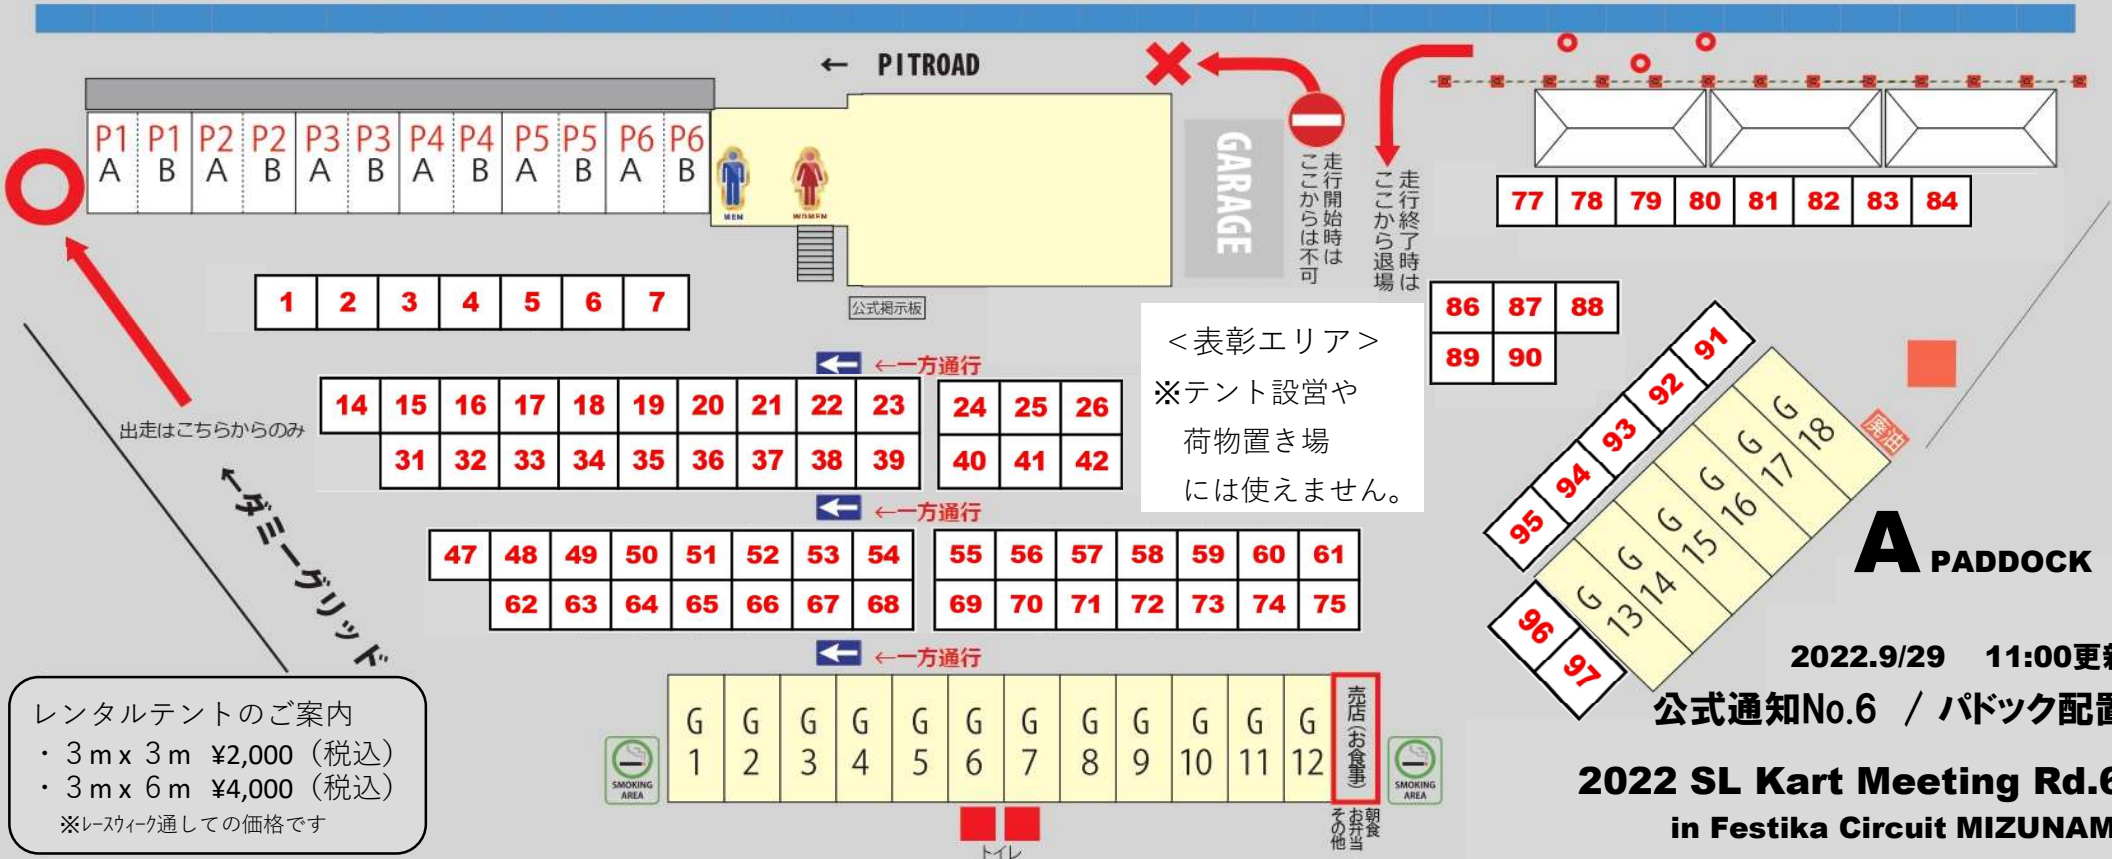 ← PITROAD
P1 P1 P2 P2 P3 P3 P4 P4 P5 P5 P6 P6
A B A B A B A B A B A B
MEN
WOMEN
GARAGE
走行開始時は
ここからは不可
走行終了時は
ここから退場
77 78 79 80 81 82 83 84
1 2 3 4 5 6 7
公式掲示板
86 87 88
89 90
<表彰エリア>
※テント設営や
荷物置き場
には使えません。
←一方通行
14 15 16 17 18 19 20 21 22 23 24 25 26
31 32 33 34 35 36 37 38 39 40 41 42
出走はこちらからのみ
←ダミーグリッド
←一方通行
47 48 49 50 51 52 53 54 55 56 57 58 59 60 61
62 63 64 65 66 67 68 69 70 71 72 73 74 75
←一方通行
91
92
93
94
95
96
97
G 18
G 17
G 16
G 15
G 14
G 13
廃油
A PADDOCK
2022.9/29 11:00更新
公式通知No.6 / パドック配置
2022 SL Kart Meeting Rd.6
in Festika Circuit MIZUNAM
レンタルテントのご案内
・3m x 3m ¥2,000(税込)
・3m x 6m ¥4,000(税込)
※レースウィーク通しての価格です
SMOKING AREA
G G G G G G G G G G G G
1 2 3 4 5 6 7 8 9 10 11 12
売店(お食事)
SMOKING AREA
朝食
お弁当
その他
トイレ